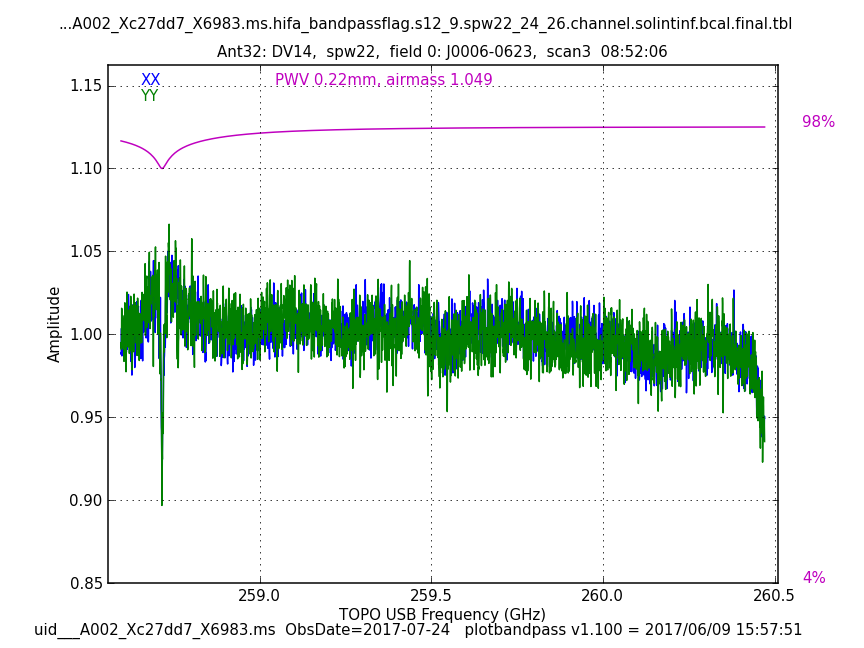 ...A002_Xc27dd7_X6983.ms.hifa_bandpassflag.s12_9.spw22_24_26.channel.solintinf.bcal.final.tbl
Ant32: DV14, spw22, field 0: J0006-0623, scan3 08:52:06
XX
PWV 0.22mm, airmass 1.049
YY
98%
4%
1.15
1.10
1.05
1.00
0.95
0.90
0.85
Amplitude
259.0 259.5 260.0 260.5
TOPO USB Frequency (GHz)
uid___A002_Xc27dd7_X6983.ms ObsDate=2017-07-24 plotbandpass v1.100 = 2017/06/09 15:57:51